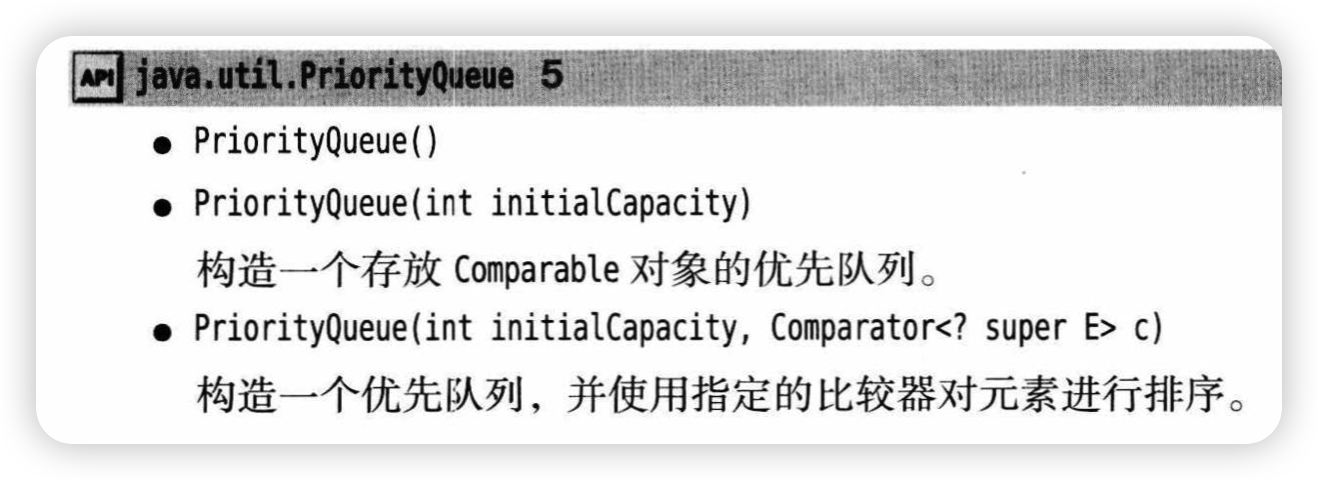 API java.util.PriorityQueue 5
● PriorityQueue()
● PriorityQueue(int initialCapacity)
构造一个存放 Comparable 对象的优先队列。
● PriorityQueue(int initialCapacity, Comparator<? super E> c)
构造一个优先队列，并使用指定的比较器对元素进行排序。